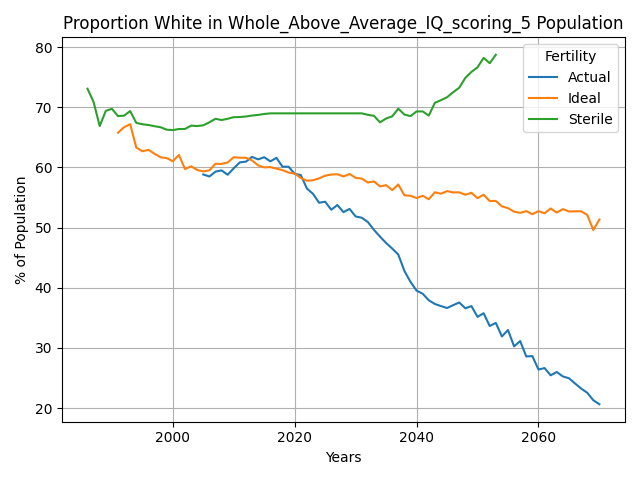 Proportion White in Whole_Above_Average_IQ_scoring_5 Population
Fertility
Actual
Ideal
Sterile
% of Population
80
70
60
50
40
30
20
2000 2020 2040 2060
Years